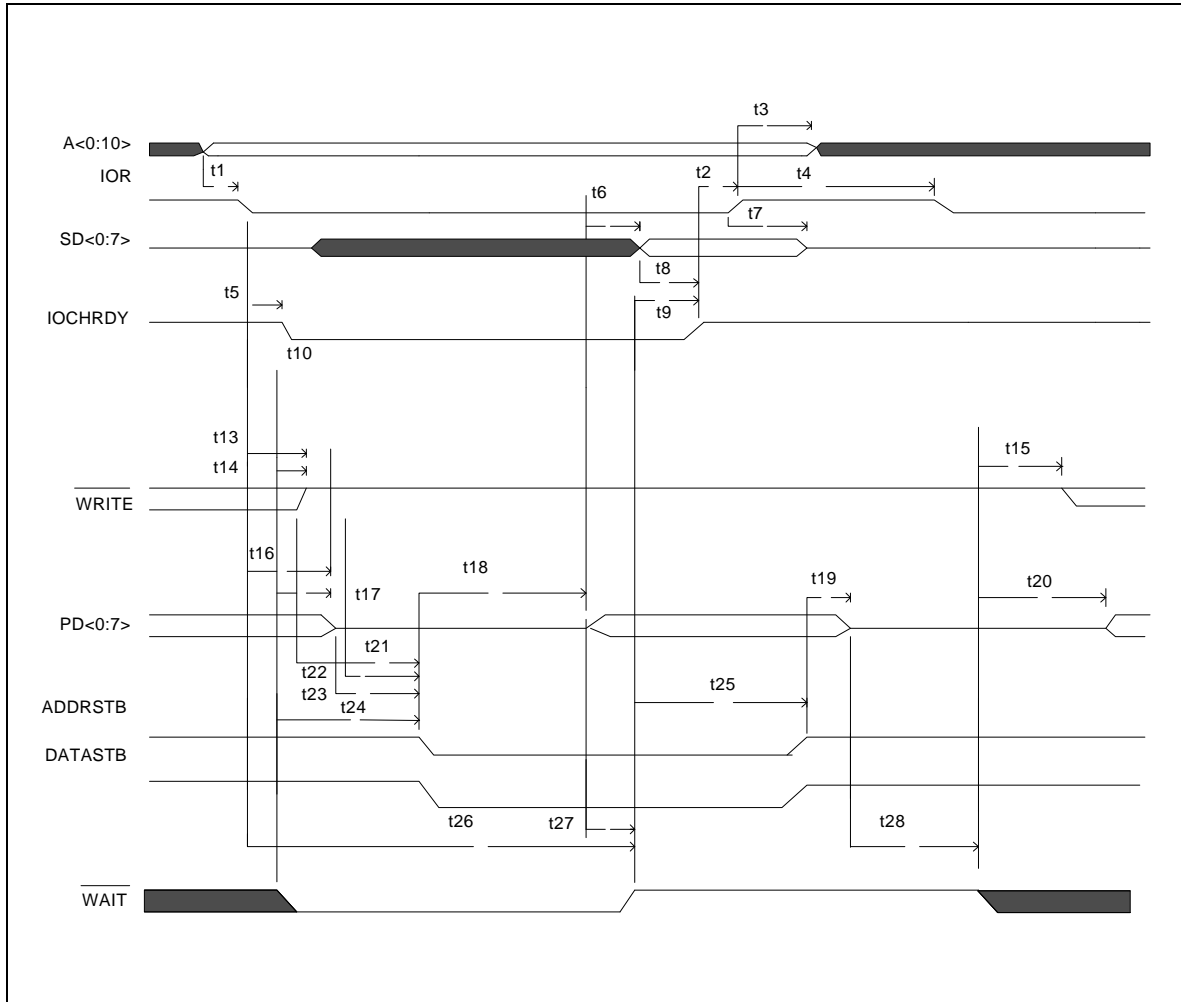 t3
A<0:10>
t1
t2
t4
IOR
t6
t7
SD<0:7>
t8
t5
t9
IOCHRDY
t10
t13
t14
t15
WRITE
t16
t17
t18
t19
t20
PD<0:7>
t21
t22
t23
t24
t25
ADDRSTB
DATASTB
t26
t27
t28
WAIT